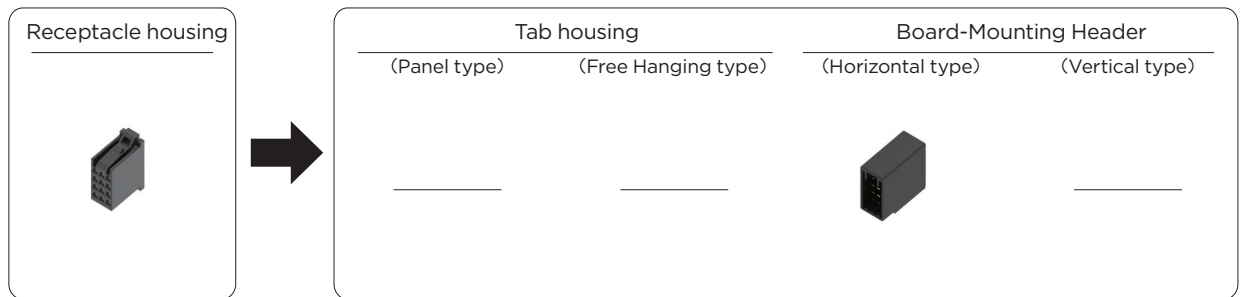 Receptacle housing
Tab housing
Board-Mounting Header
(Panel type)
(Free Hanging type)
(Horizontal type)
(Vertical type)